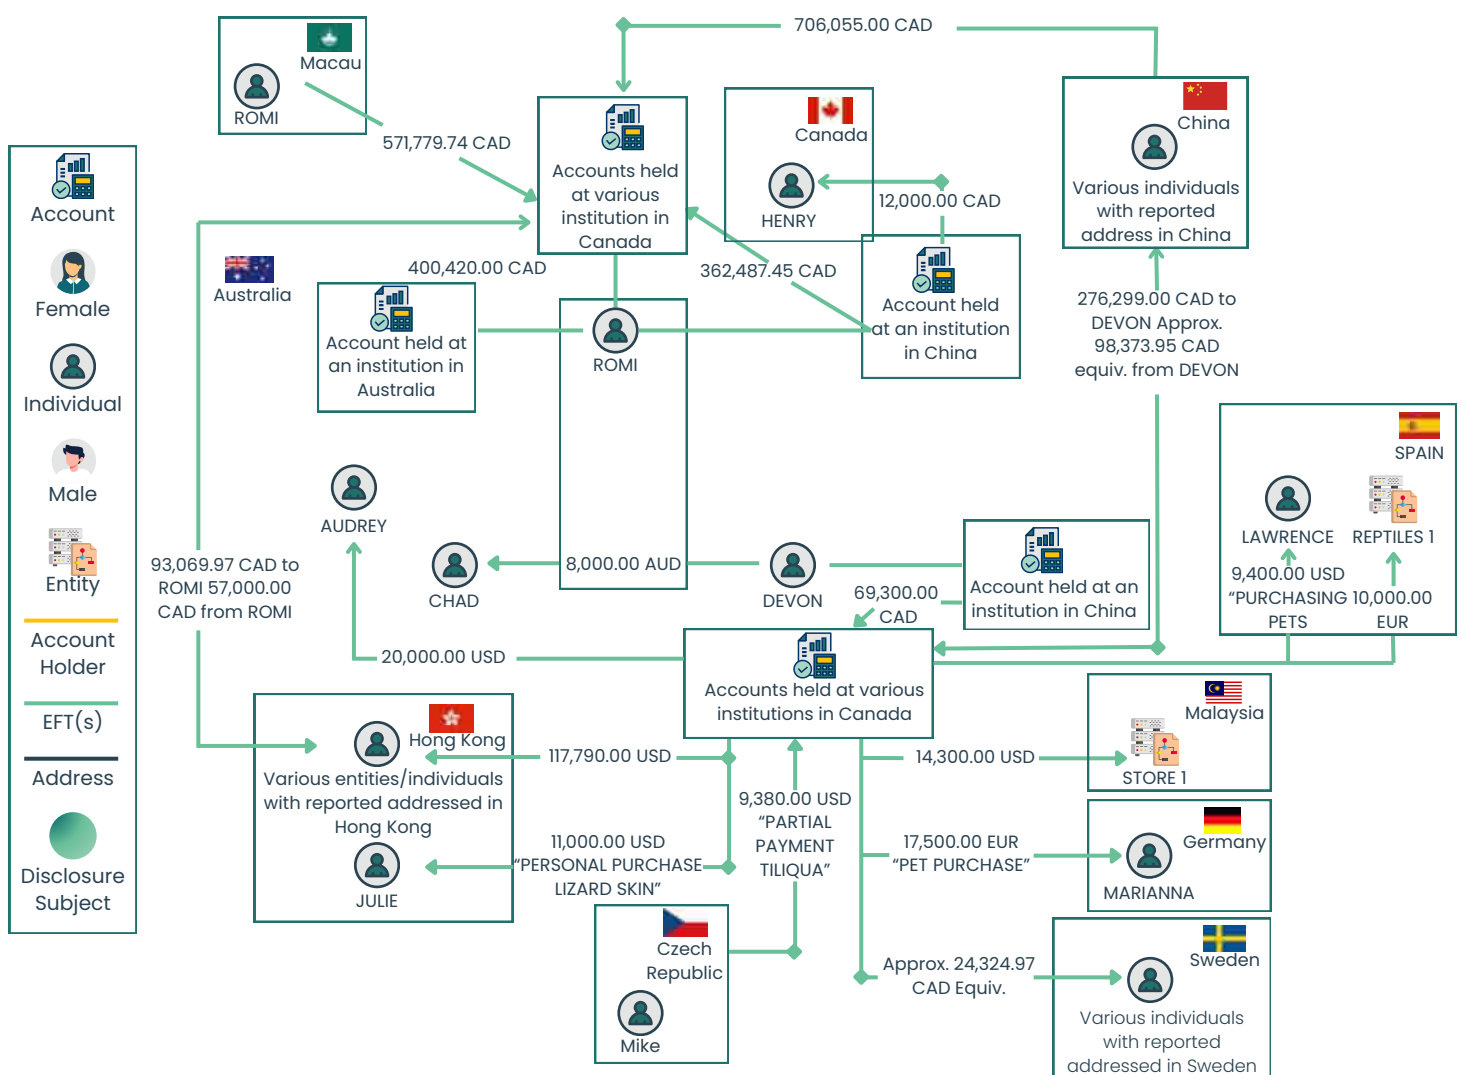 Account
Female
Individual
Male
Entity
Account
Holder
EFT(s)
Address
Disclosure
Subject
Macau
ROMI
571,779.74 CAD
706,055.00 CAD
Accounts held
at various
institution in
Canada
Canada
HENRY
12,000.00 CAD
China
Various individuals
with reported
address in China
Australia
400,420.00 CAD
362,487.45 CAD
Account held at
an institution in
Australia
ROMI
Account held
at an institution
in China
276,299.00 CAD to
DEVON Approx.
98,373.95 CAD
equiv. from DEVON
SPAIN
LAWRENCE
REPTILES 1
9,400.00 USD
“PURCHASING
PETS
10,000.00
EUR
AUDREY
CHAD
8,000.00 AUD
DEVON
69,300.00
CAD
Account held at an
institution in China
93,069.97 CAD to
ROMI 57,000.00
CAD from ROMI
20,000.00 USD
Accounts held at various
institutions in Canada
Hong Kong
Various entities/individuals
with reported addressed in
Hong Kong
JULIE
117,790.00 USD
11,000.00 USD
“PERSONAL PURCHASE
LIZARD SKIN”
9,380.00 USD
“PARTIAL
PAYMENT
TILIQUA”
14,300.00 USD
Malaysia
STORE 1
17,500.00 EUR
“PET PURCHASE”
Germany
MARIANNA
Czech
Republic
Mike
Approx. 24,324.97
CAD Equiv.
Sweden
Various individuals
with reported
addressed in Sweden